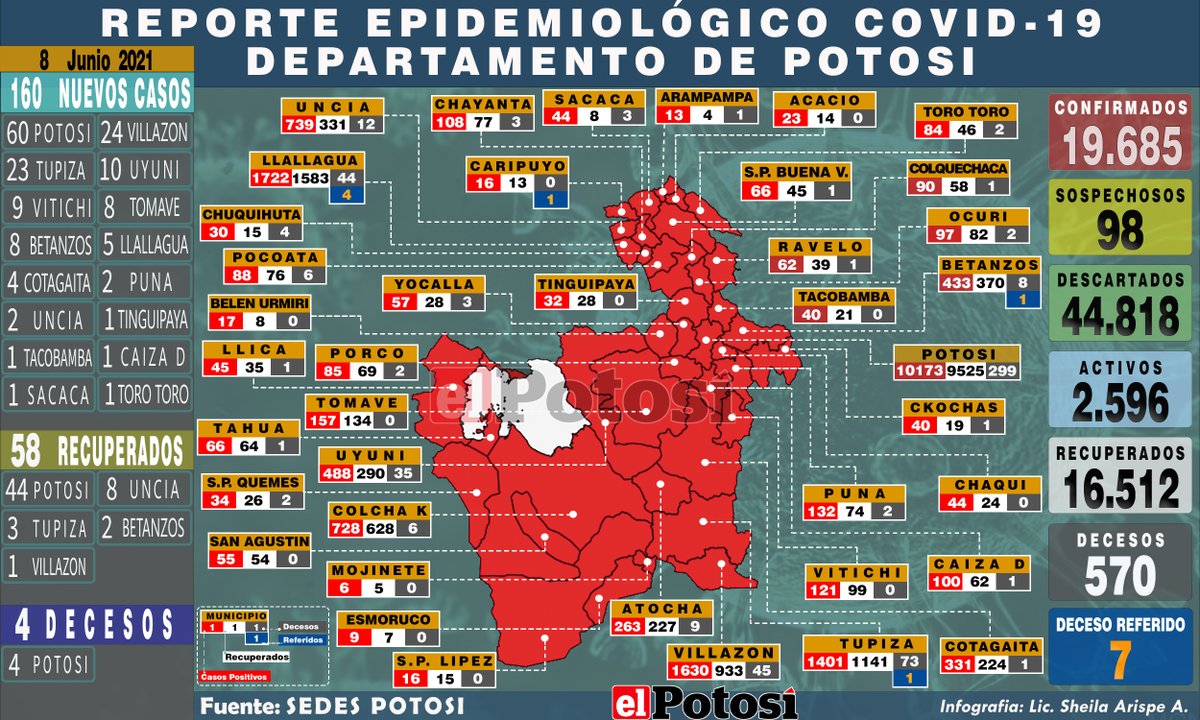 REPORTE EPIDEMIOLÓGICO COVID-19
DEPARTAMENTO DE POTOSI
8 Junio 2021
160 NUEVOS CASOS
60 POTOSI 24 VILLAZON
23 TUPIZA 10 UYUNI
9 VITICHI 8 TOMAVE
8 BETANZOS 5 LLALLAGUA
4 COTAGAITA 2 PUNA
2 UNCIA 1 TINGUIPAYA
1 TACOBAMBA 1 CAIZA D
1 SACACA 1 TORO TORO
58 RECUPERADOS
44 POTOSI 8 UNCIA
3 TUPIZA 2 BETANZOS
1 VILLAZON
4 DECESOS
4 POTOSI
UNCIA
739 331 12
CHAYANTA
108 77 3
SACACA
44 8 3
ARAMPAMPA
13 4 1
ACACIO
23 14 0
TORO TORO
84 46 2
LLALLAGUA
1722 1583 44
4
CARIPUYO
16 13 0
1
S.P. BUENA V.
66 45 1
COLQUECHACA
90 58 1
CHUQUIHUTA
30 15 4
OCURI
97 82 2
POCOATA
88 76 6
RAVELO
62 39 1
YOCALLA
57 28 3
TINGUIPAYA
32 28 0
BETANZOS
433 370 8
1
TACOBAMBA
40 21 0
BELEN URMIRI
17 8 0
LLICA
45 35 1
PORCO
85 69 2
POTOSI
10173 9525 299
TOMAVE
157 134 0
CKOCHAS
40 19 1
TAHUA
66 64 1
UYUNI
488 290 35
S.P. QUEMES
34 26 2
PUNA
132 74 2
CHAQUI
44 24 0
COLCHA K
728 628 6
SAN AGUSTIN
55 54 0
MOJINETE
6 5 0
VITICHI
121 99 0
CAIZA D
100 62 1
ESMORUCO
9 7 0
ATOCHA
263 227 9
S.P. LIPEZ
16 15 0
VILLAZON
1630 933 45
TUPIZA
1401 1141 73
1
COTAGAITA
331 224 1
MUNICIPIO
1 1 1 Decesos
1 Referidos
Recuperados
Casos Positivos
el Potosí
CONFIRMADOS
19.685
SOSPECHOSOS
98
DESCARTADOS
44.818
ACTIVOS
2.596
RECUPERADOS
16.512
DECESOS
570
DECESO REFERIDO
7
Fuente: SEDES POTOSI
el Potosí
Infografia: Lic. Sheila Arispe A.